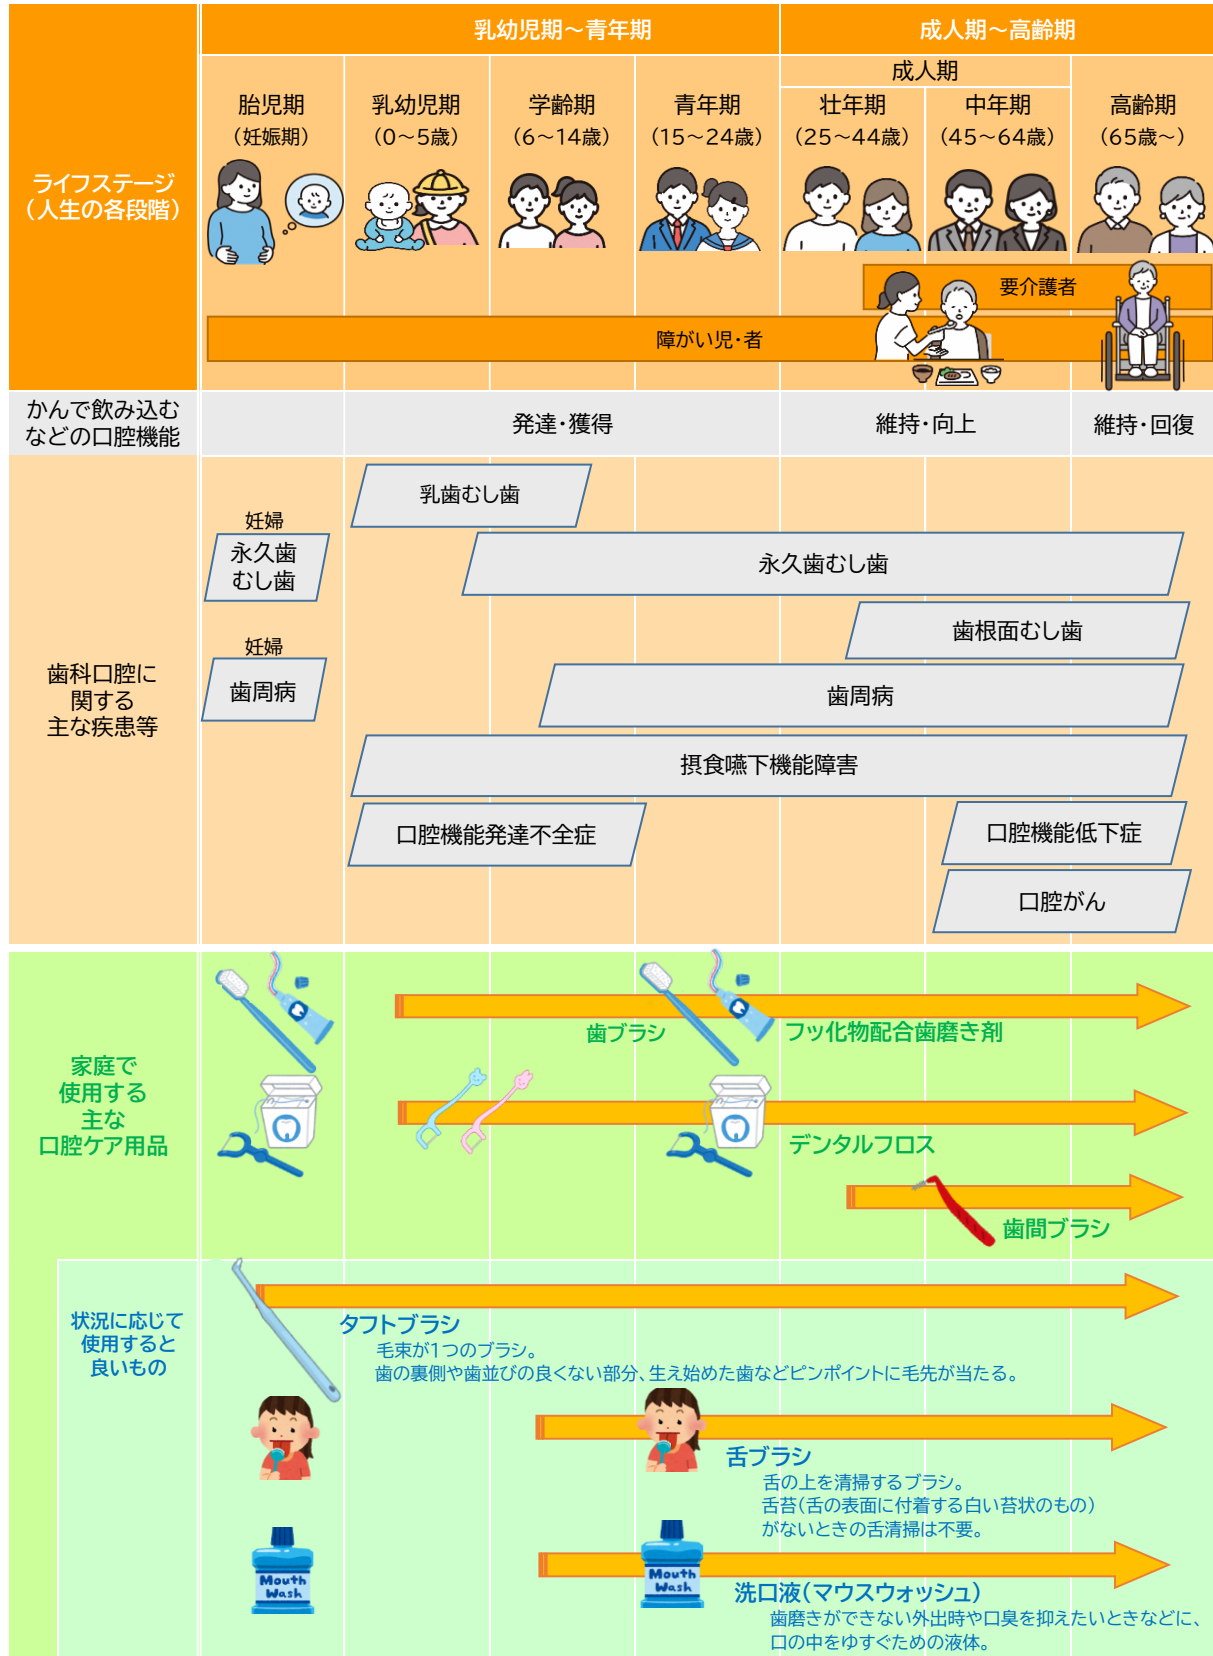 乳幼児期～青年期
成人期～高齢期
成人期
胎児期
（妊娠期）
乳幼児期
（0～5歳）
学齢期
（6～14歳）
青年期
（15～24歳）
壮年期
（25～44歳）
中年期
（45～64歳）
高齢期
（65歳～）
ライフステージ
（人生の各段階）
要介護者
障がい児・者
かんで飲み込む
などの口腔機能
発達・獲得
維持・向上
維持・回復
歯科口腔に
関する
主な疾患等
乳歯むし歯
妊婦
永久歯
むし歯
永久歯むし歯
歯根面むし歯
妊婦
歯周病
歯周病
摂食嚥下機能障害
口腔機能発達不全症
口腔機能低下症
口腔がん
家庭で
使用する
主な
口腔ケア用品
歯ブラシ
フッ化物配合歯磨き剤
デンタルフロス
歯間ブラシ
状況に応じて
使用すると
良いもの
タフトブラシ
毛束が1つのブラシ。
歯の裏側や歯並びの良くない部分、生え始めた歯などピンポイントに毛先が当たる。
舌ブラシ
舌の上を清掃するブラシ。
舌苔（舌の表面に付着する白い苔状のもの）
がないときの舌清掃は不要。
Mouth
Wash
Mouth
Wash
洗口液（マウスウォッシュ）
歯磨きができない外出時や口臭を抑えたいときなどに、
口の中をゆすぐための液体。